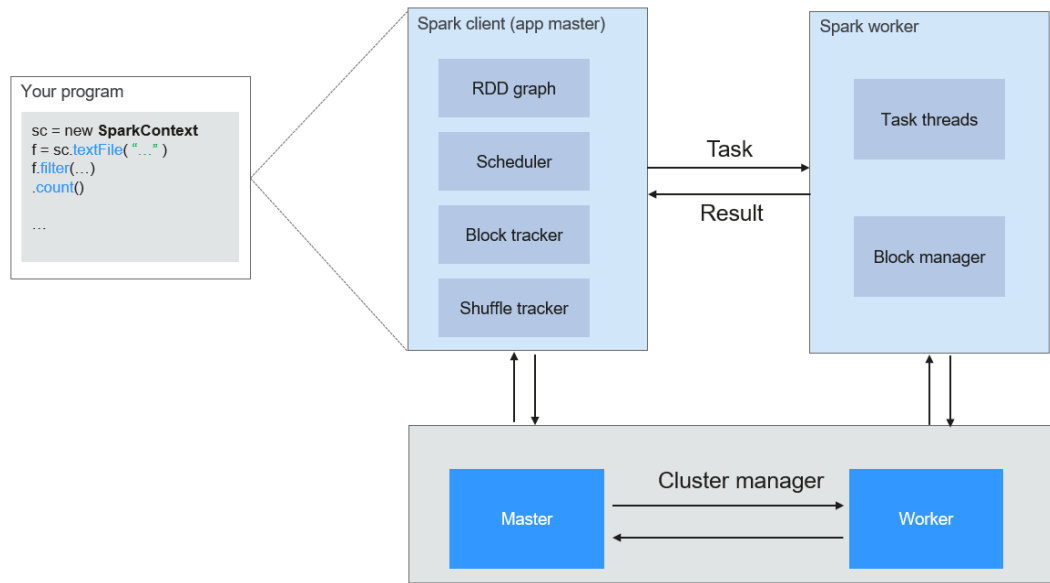 Your program
sc = new SparkContext
f = sc.textFile( “...” )
f.filter(...)
.count()
...
Spark client (app master)
RDD graph
Scheduler
Block tracker
Shuffle tracker
Task
Result
Spark worker
Task threads
Block manager
Cluster manager
Master
Worker